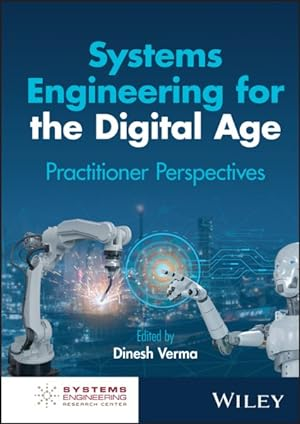 Systems
Engineering for
the Digital Age
Practitioner Perspectives
Edited by
Dinesh Verma
SYSTEMS
ENGINEERING
RESEARCH CENTER
WILEY